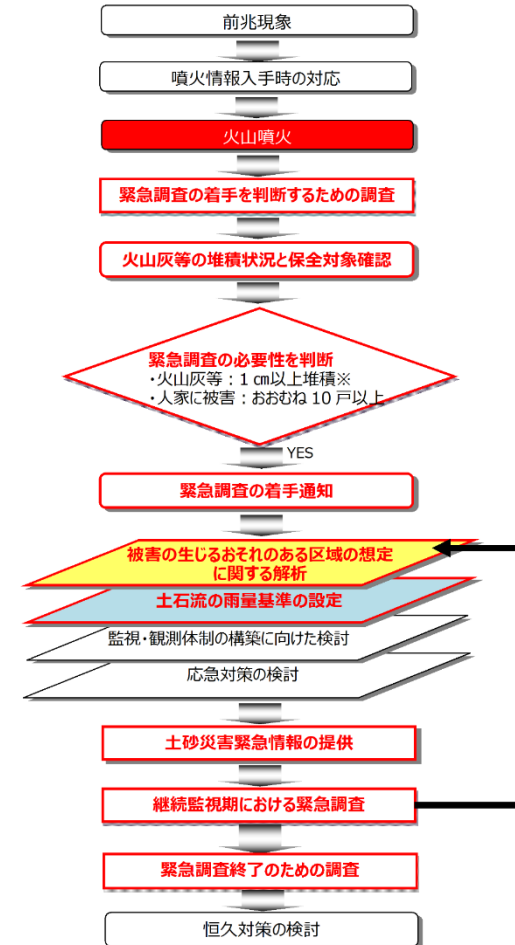 前兆現象
噴火情報入手時の対応
火山噴火
緊急調査の着手を判断するための調査
火山灰等の堆積状況と保全対象確認
緊急調査の必要性を判断
・火山灰等：1㎝以上堆積※
・人家に被害：おおむね 10 戸以上
YES
緊急調査の着手通知
被害の生じるおそれのある区域の想定
に関する解析
土石流の雨量基準の設定
監視・観測体制の構築に向けた検討
応急対策の検討
土砂災害緊急情報の提供
継続監視期における緊急調査
緊急調査終了のための調査
恒久対策の検討